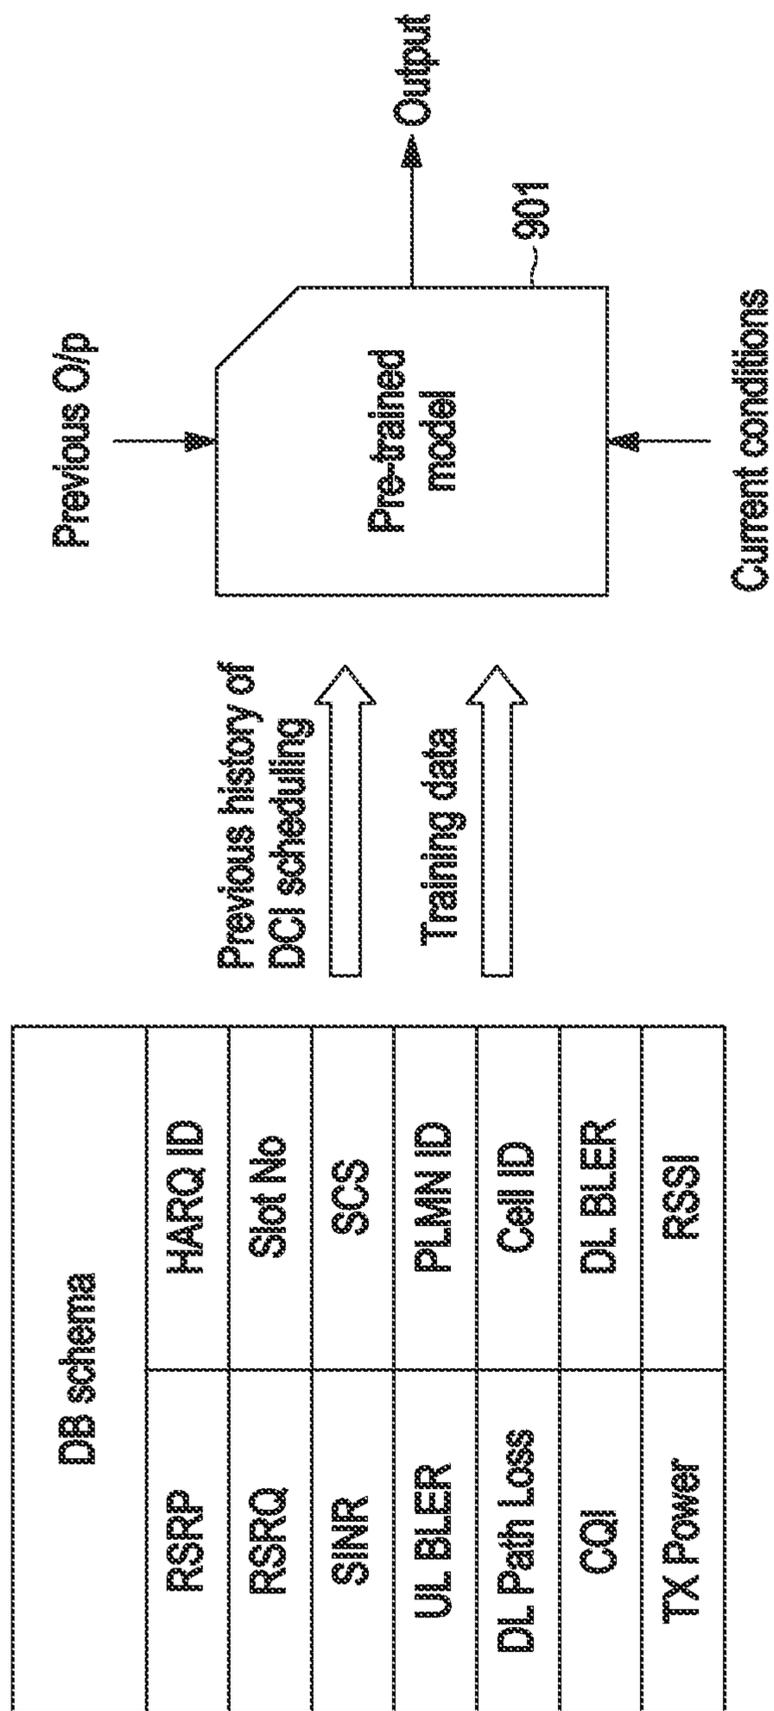 DB schema
RSRP HARQ ID
RSRQ Slot No
SINR SCS
UL BLER PLMN ID
DL Path Loss Cell ID
CQI DL BLER
TX Power RSSI
Previous history of
DCI scheduling
Training data
Previous O/p
Pre-trained
model
Current conditions
901
Output